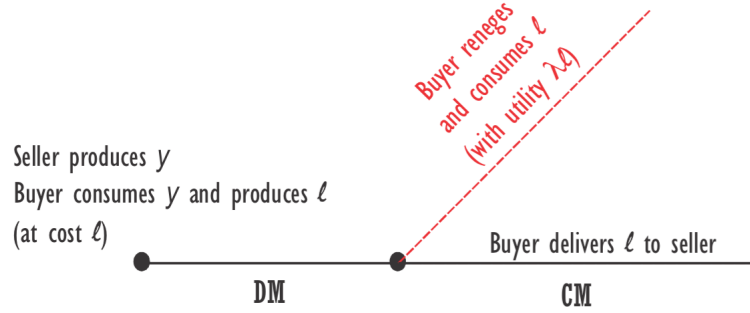 Buyer reneges
and consumes ℓ
(with utility λℓ)
Seller produces y
Buyer consumes y and produces ℓ
(at cost ℓ)
Buyer delivers ℓ to seller
DM
CM